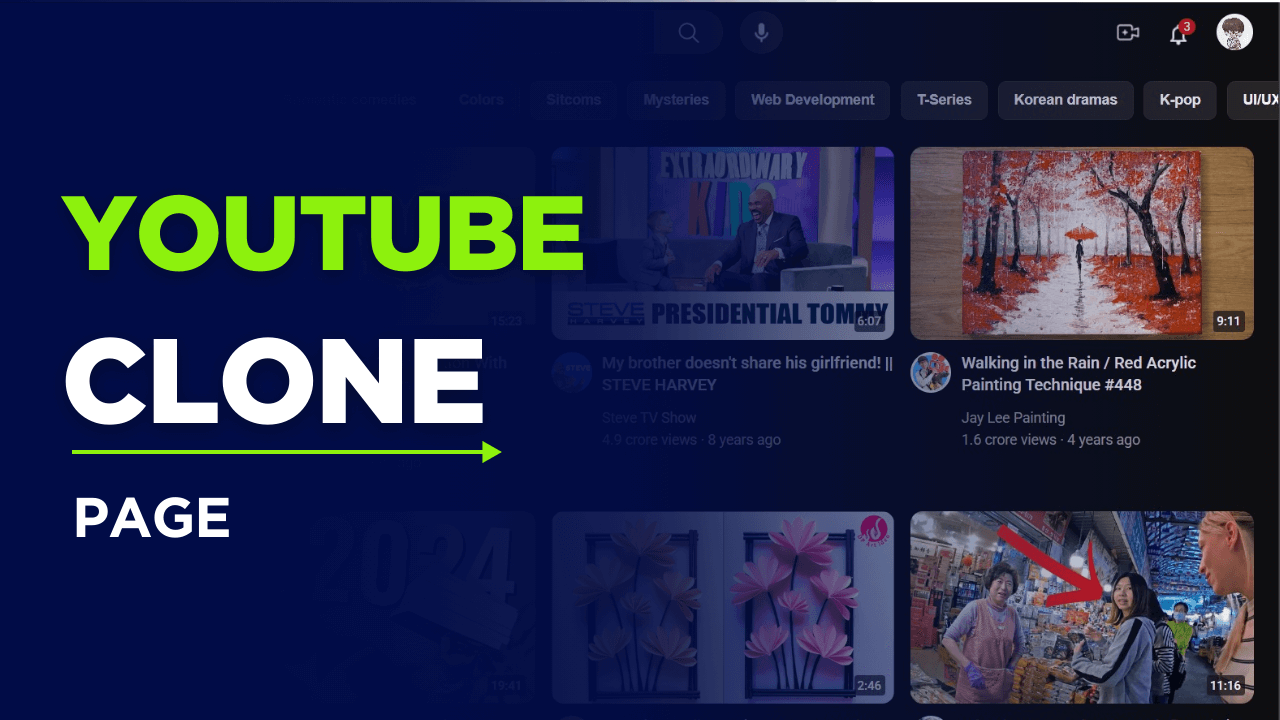 3
Colors
Sitcoms
Mysteries
Web Development
T-Series
Korean dramas
K-pop
UI/UX
YOUTUBE
CLONE
PAGE
EXTRAORDINARY
KIDS
STEVE
HARVEY
PRESIDENTIAL TOMMY
15:23
6:07
9:11
My brother doesn't share his girlfriend! ||
STEVE HARVEY
Steve TV Show
4.9 crore views · 8 years ago
Walking in the Rain / Red Acrylic
Painting Technique #448
Jay Lee Painting
1.6 crore views · 4 years ago
2024
19:41
2:46
11:16